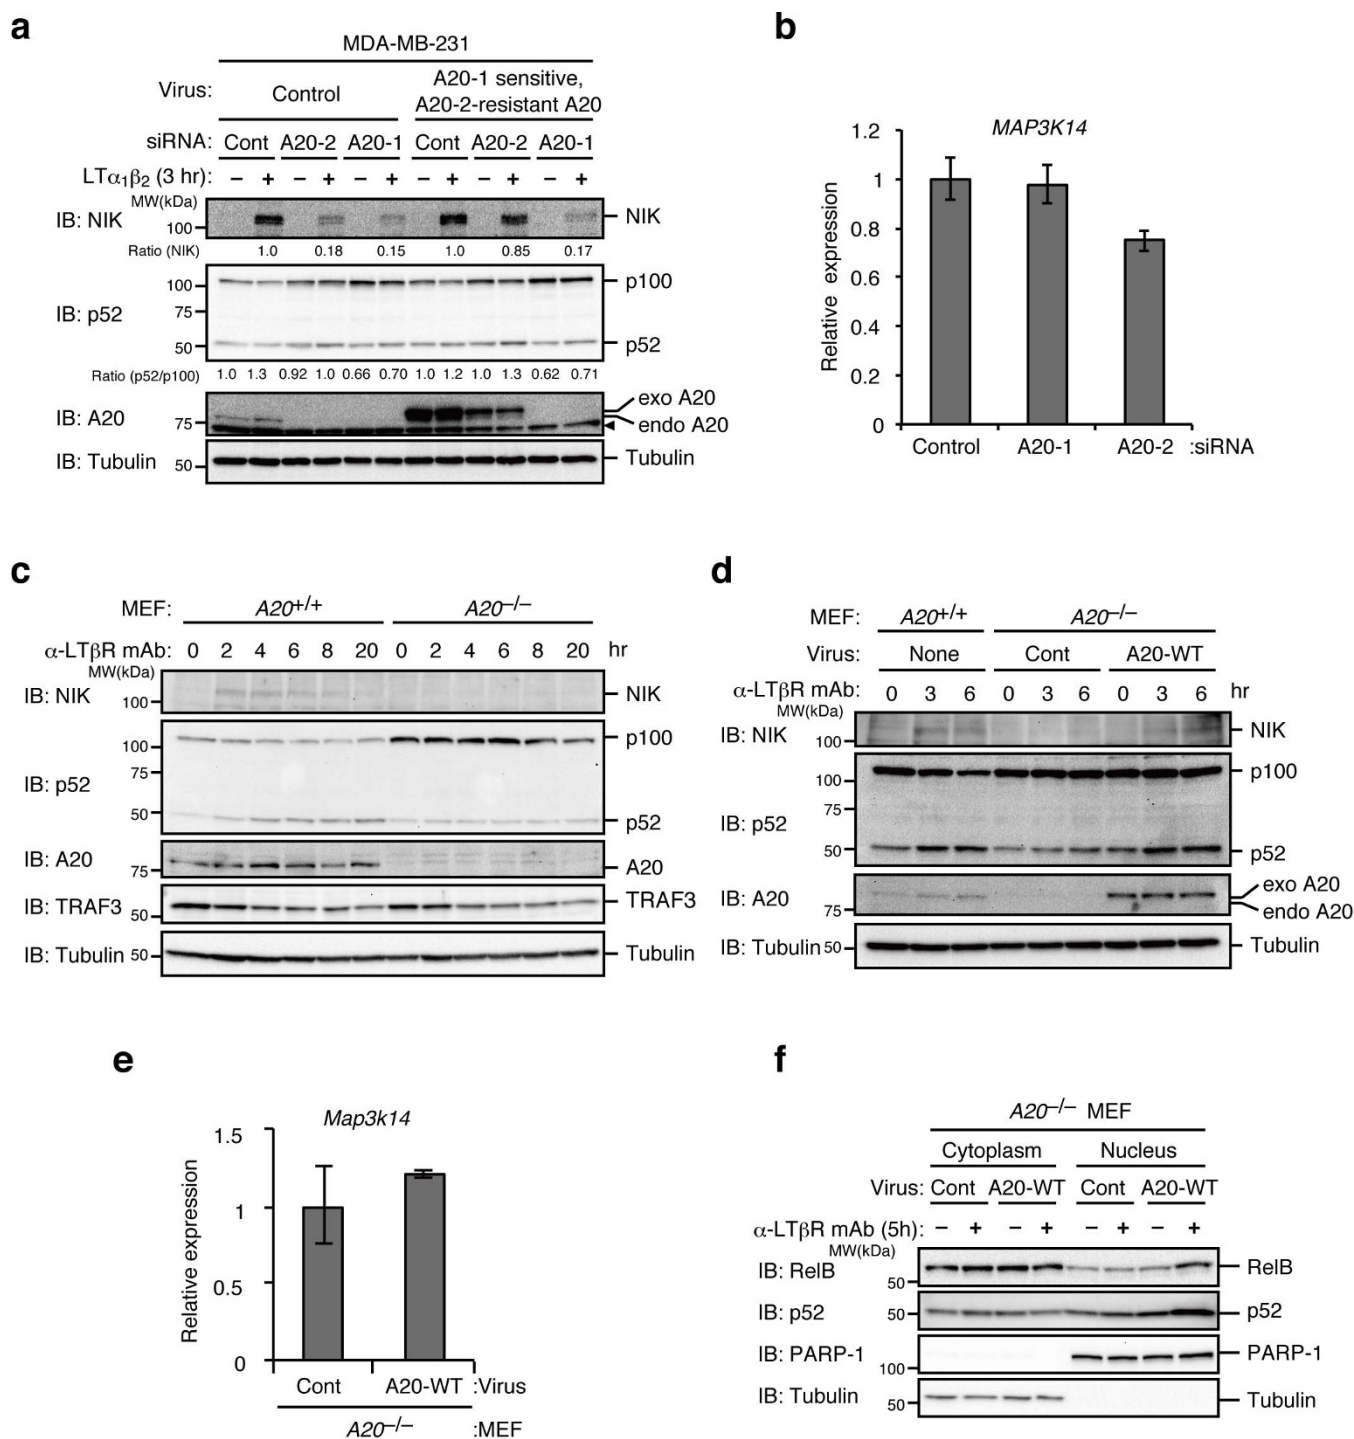 a
MDA-MB-231
Virus: Control A20-1 sensitive, A20-2-resistant A20
siRNA: Cont A20-2 A20-1 Cont A20-2 A20-1
LTα1β2 (3 hr): – + – + – + – + – + – +
MW(kDa)
IB: NIK 100 NIK
Ratio (NIK) 1.0 0.18 0.15 1.0 0.85 0.17
IB: p52 100 75 50 p100 p52
Ratio (p52/p100) 1.0 1.3 0.92 1.0 0.66 0.70 1.0 1.2 1.0 1.3 0.62 0.71
IB: A20 75 exo A20 endo A20
IB: Tubulin 50 Tubulin
b
MAP3K14
Relative expression
1.2
1
0.8
0.6
0.4
0.2
0
Control A20-1 A20-2 :siRNA
c
MEF: A20+/+ A20–/–
α-LTβR mAb: 0 2 4 6 8 20 0 2 4 6 8 20 hr
MW(kDa)
IB: NIK 100 NIK
IB: p52 100 75 50 p100 p52
IB: A20 75 A20
IB: TRAF3 50 TRAF3
IB: Tubulin 50 Tubulin
d
MEF: A20+/+ A20–/–
Virus: None Cont A20-WT
α-LTβR mAb: 0 3 6 0 3 6 0 3 6 hr
MW(kDa)
IB: NIK 100 NIK
IB: p52 100 75 50 p100 p52
IB: A20 75 exo A20 endo A20
IB: Tubulin 50 Tubulin
e
Map3k14
Relative expression
1.5
1
0.5
0
Cont A20-WT :Virus
A20–/– :MEF
f
A20–/– MEF
Cytoplasm Nucleus
Virus: Cont A20-WT Cont A20-WT
α-LTβR mAb (5h): – + – + – + – +
MW(kDa)
IB: RelB 50 RelB
IB: p52 50 p52
IB: PARP-1 100 PARP-1
IB: Tubulin 50 Tubulin